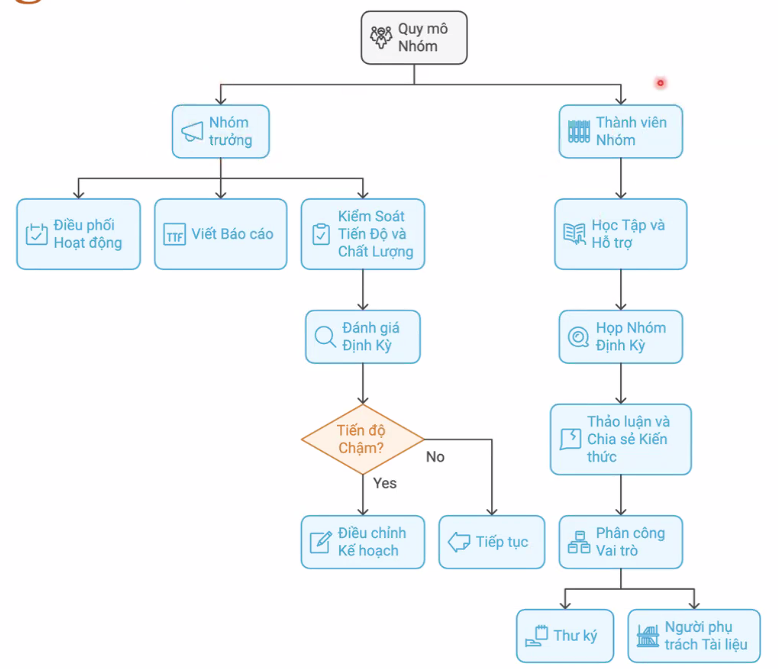 Quy mô
Nhóm
Nhóm
trưởng
Thành viên
Nhóm
Điều phối
Hoạt động
TTF
Viết Báo cáo
Kiểm Soát
Tiến Độ và
Chất Lượng
Học Tập và
Hỗ trợ
Đánh giá
Định Kỳ
Họp Nhóm
Định Kỳ
Tiến độ
Chậm?
No
Yes
Thảo luận và
Chia sẻ Kiến
thức
Điều chỉnh
Kế hoạch
Tiếp tục
Phân công
Vai trò
Thư ký
Người phụ
trách Tài liệu